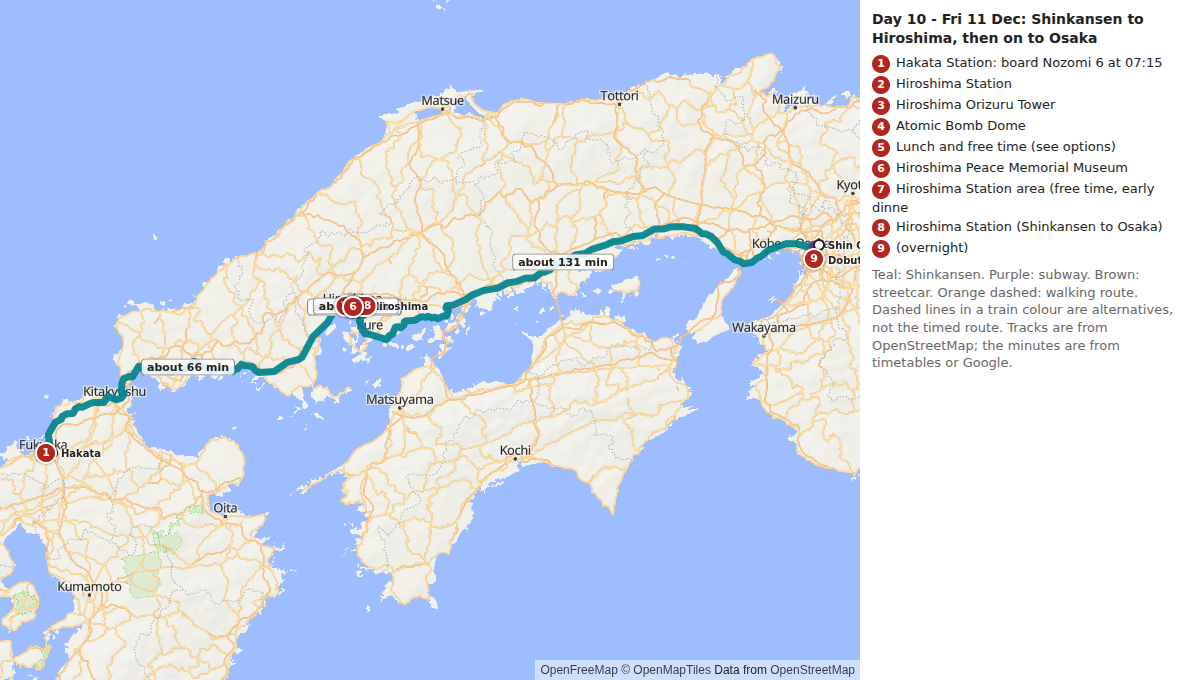 Matsue
Tottori
Maizuru
Kyot
Kobe
about 131 min
Shin
Dobut
9
6
8
Hiroshima
Kure
about 66 min
Wakayama
Kitakyushu
Matsuyama
1
Hakata
Kochi
Oita
Kumamoto
OpenFreeMap © OpenMapTiles Data from OpenStreetMap
Day 10 - Fri 11 Dec: Shinkansen to
Hiroshima, then on to Osaka
1 Hakata Station: board Nozomi 6 at 07:15
2 Hiroshima Station
3 Hiroshima Orizuru Tower
4 Atomic Bomb Dome
5 Lunch and free time (see options)
6 Hiroshima Peace Memorial Museum
7 Hiroshima Station area (free time, early
dinne
8 Hiroshima Station (Shinkansen to Osaka)
9 (overnight)
Teal: Shinkansen. Purple: subway. Brown:
streetcar. Orange dashed: walking route.
Dashed lines in a train colour are alternatives,
not the timed route. Tracks are from
OpenStreetMap; the minutes are from
timetables or Google.